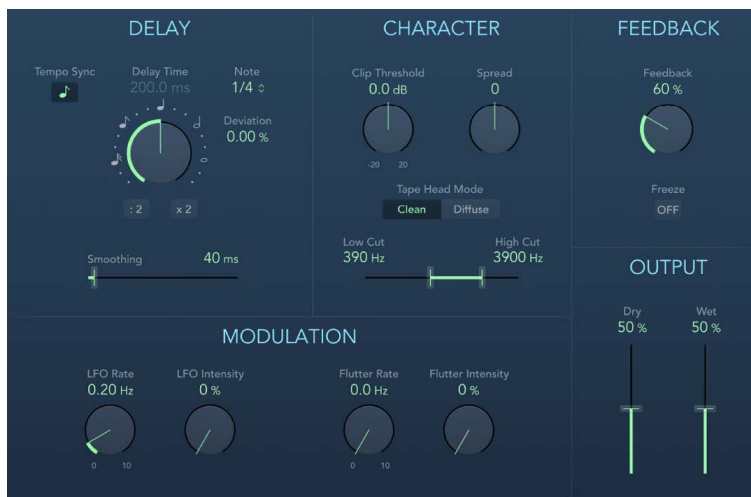 DELAY
Tempo Sync
Delay Time
200.0 ms
Note
1/4
Deviation
0.00 %
: 2
x 2
Smoothing
40 ms
CHARACTER
Clip Threshold
0.0 dB
-20 20
Spread
0
Tape Head Mode
Clean Diffuse
Low Cut
390 Hz
High Cut
3900 Hz
FEEDBACK
Feedback
60 %
Freeze
OFF
MODULATION
LFO Rate
0.20 Hz
0 10
LFO Intensity
0 %
Flutter Rate
0.0 Hz
0 10
Flutter Intensity
0 %
OUTPUT
Dry
50 %
Wet
50 %